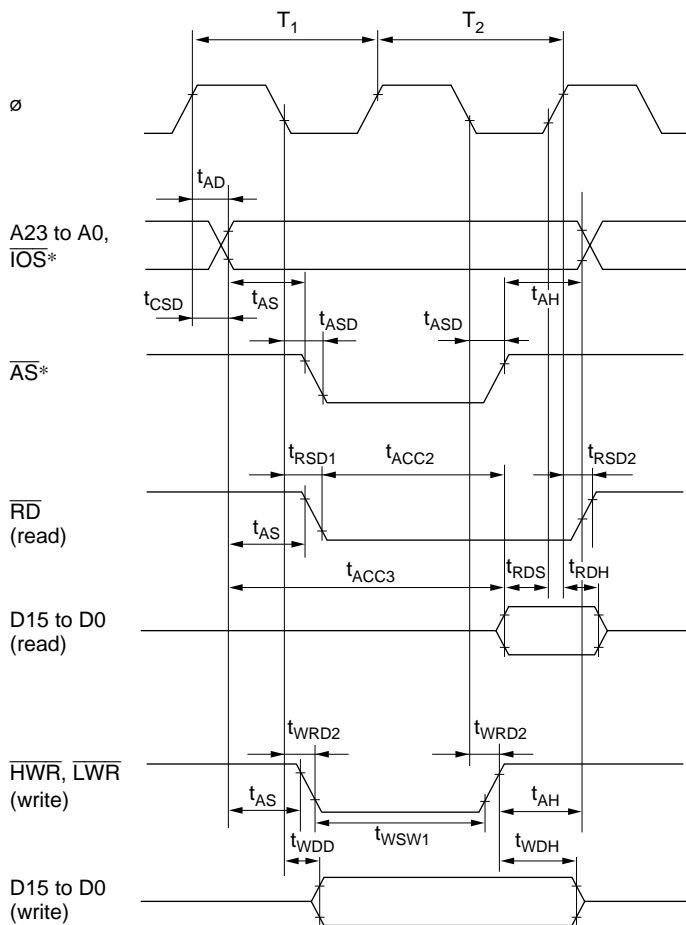 T1 T2
ø
tAD
A23 to A0,
IOS*
tCSD tAS tAH
tASD tASD
AS*
tRSD1 tACC2 tRSD2
RD
(read)
tAS
tACC3 tRDS tRDH
D15 to D0
(read)
tWRD2 tWRD2
HWR, LWR
(write)
tAS tAH
tWSW1
tWDD tWDH
D15 to D0
(write)